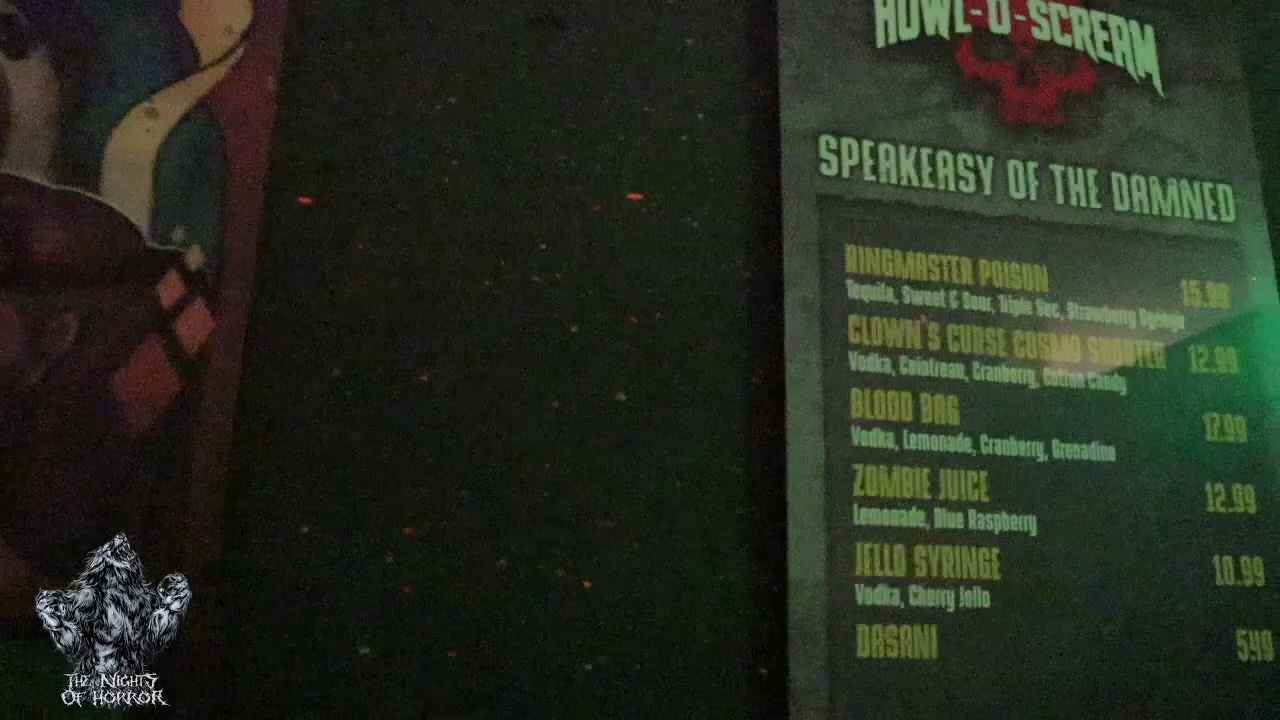 HOWL-O-SCREAM
SPEAKEASY OF THE DAMNED
RINGMASTER POISON 15.99
Tequila, Sweet & Sour, Triple Sec, Strawberry
CLOWN'S CURSE COSMO SHOOTER 12.99
Vodka, Cointreau, Cranberry, Cotton Candy
BLOOD BAG 17.99
Vodka, Lemonade, Cranberry, Grenadine
ZOMBIE JUICE 12.99
Lemonade, Blue Raspberry
JELLO SYRINGE 10.99
Vodka, Cherry Jello
DASANI 5.49
THE NIGHTS
OF HORROR